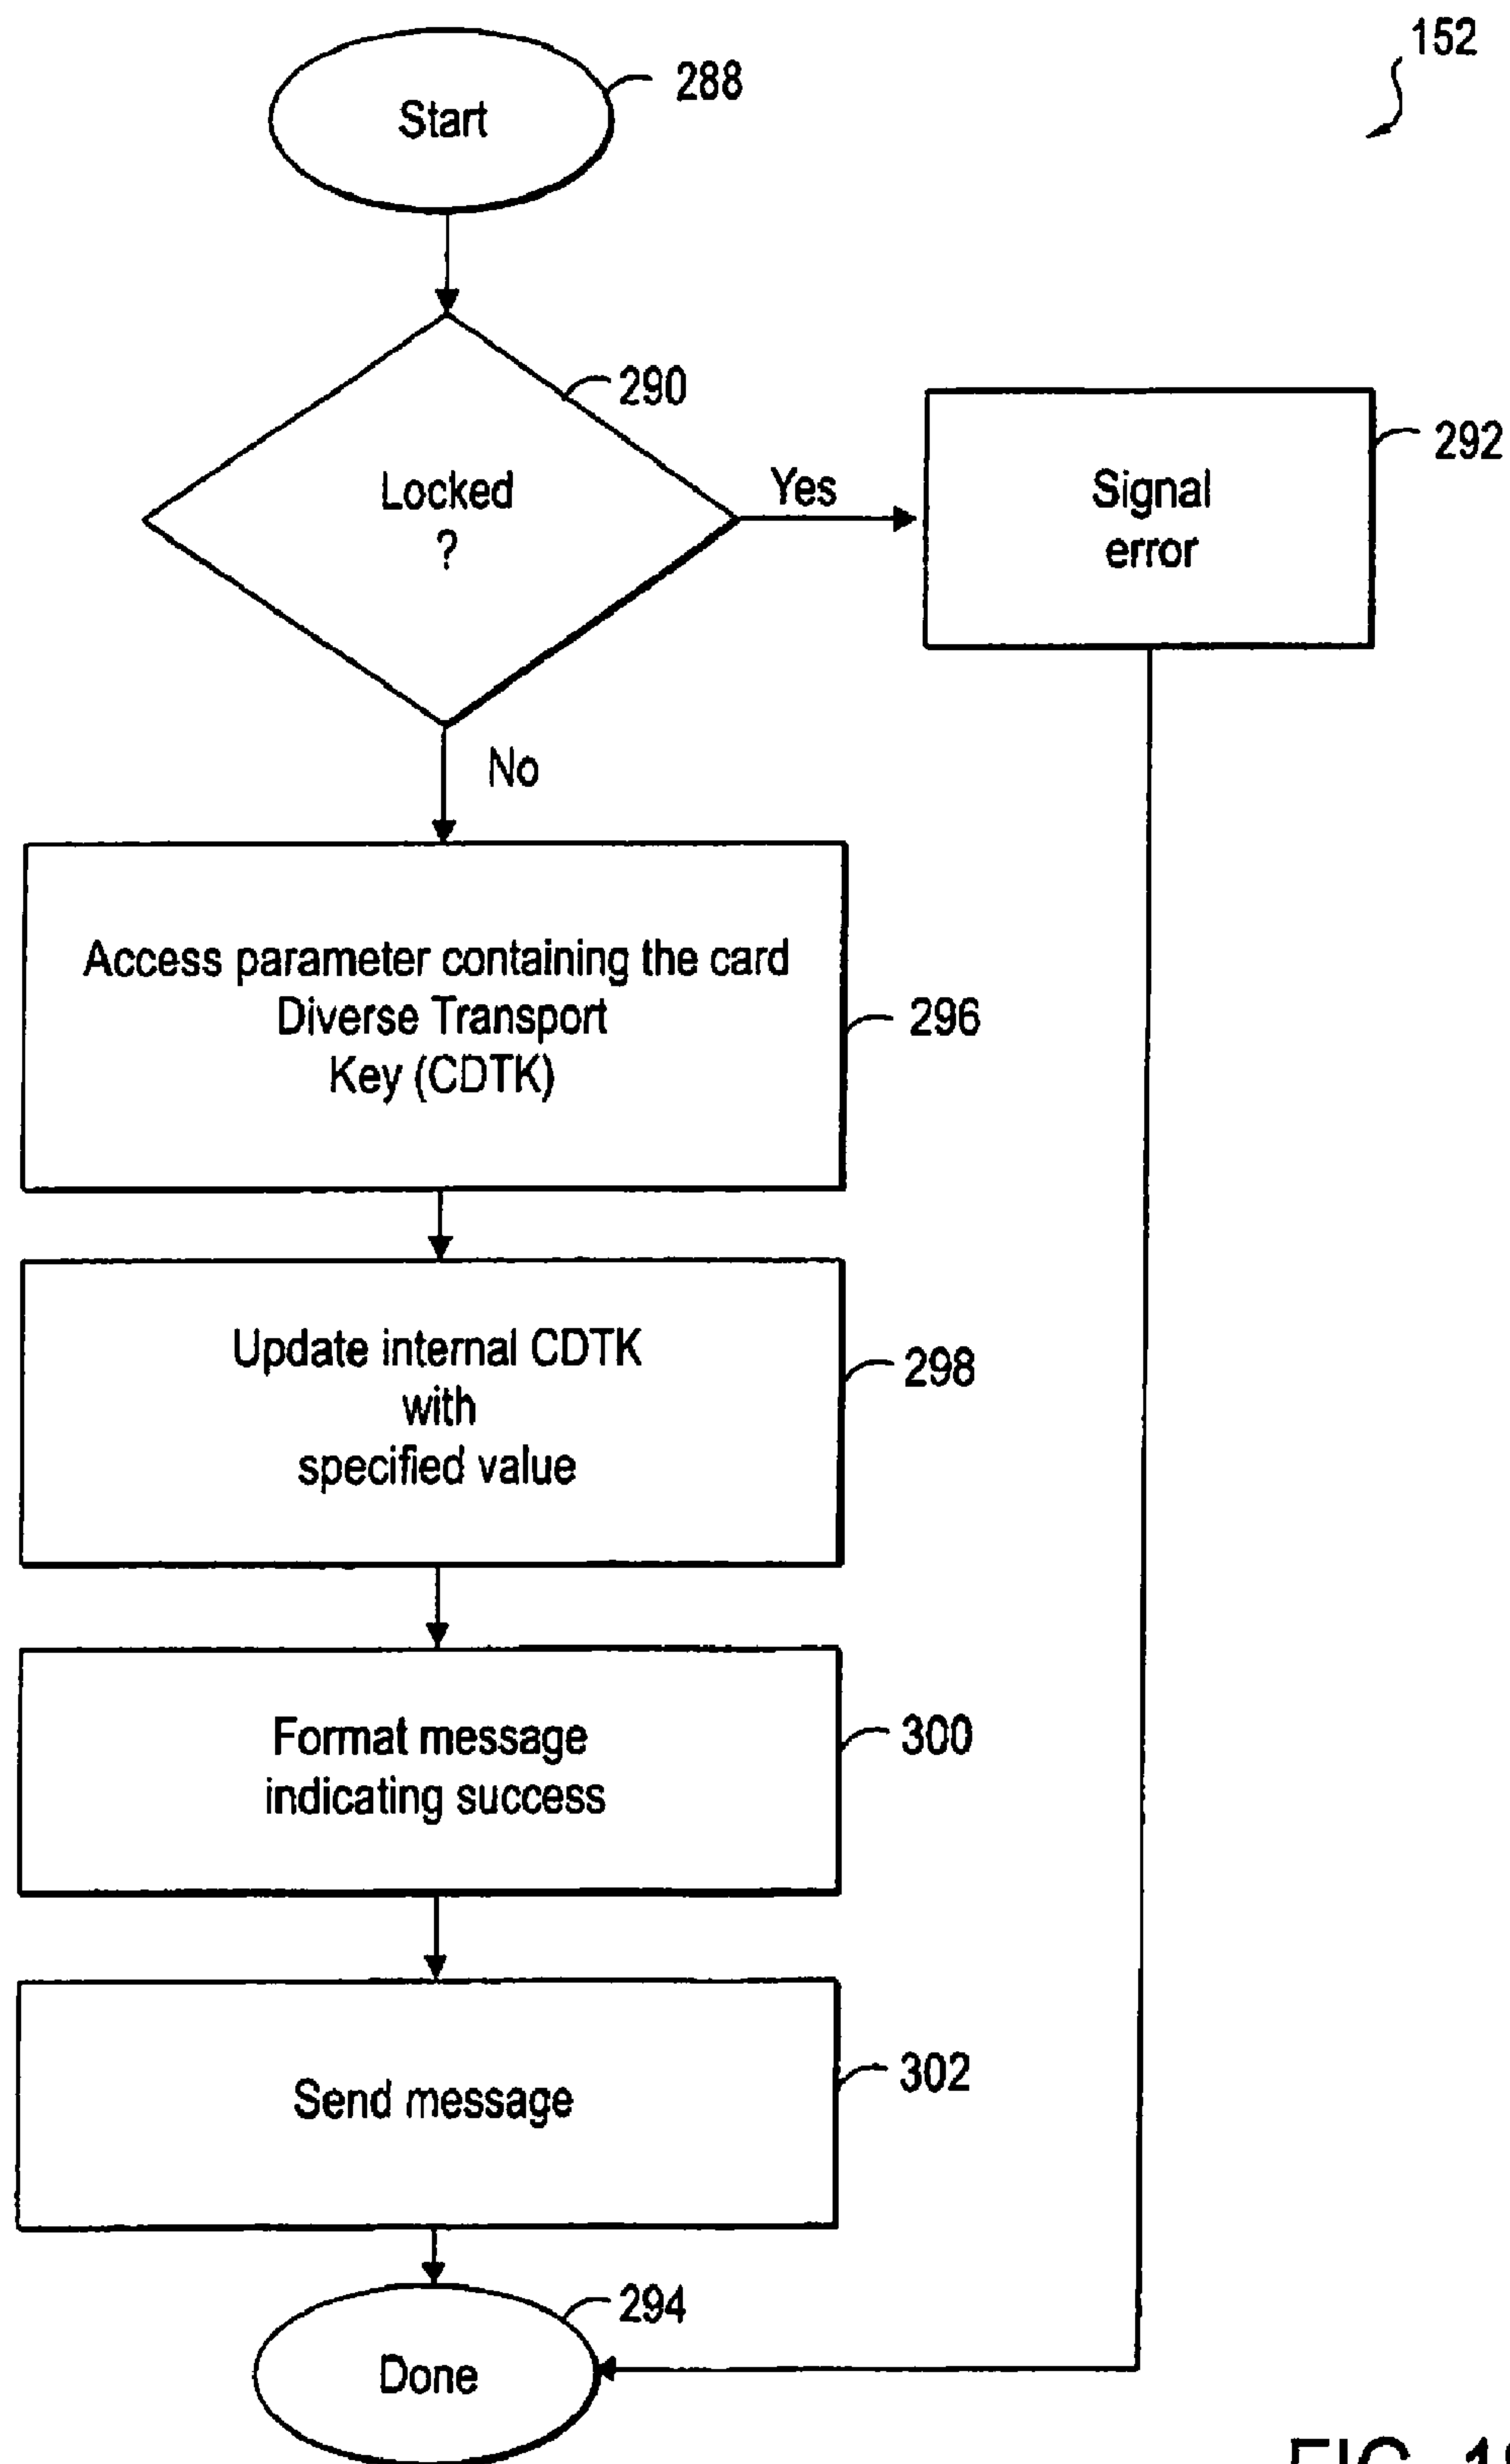 152
Start
288
Locked
?
290
Yes
Signal
error
292
No
Access parameter containing the card
Diverse Transport
Key (CDTK)
296
Update internal CDTK
with
specified value
298
Format message
indicating success
300
Send message
302
Done
294
FIG.